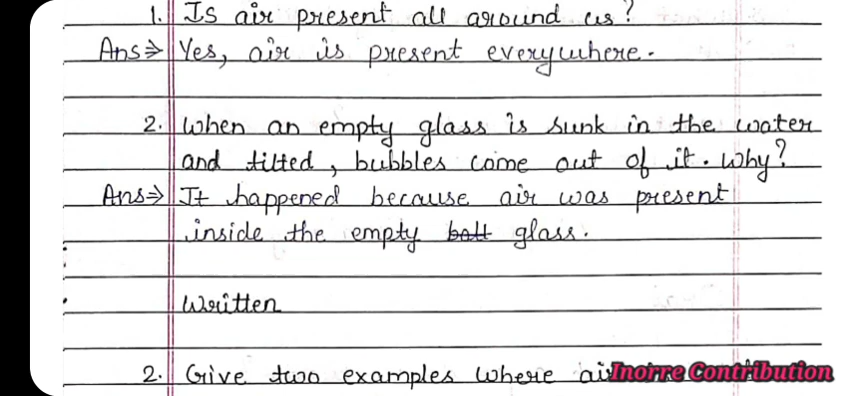 1. Is air present all around us?
Ans⇒ Yes, air is present everywhere.
2. When an empty glass is sunk in the water
and tilted, bubbles come out of it. Why?
Ans⇒ It happened because air was present
inside the empty bott glass.
Written
2. Give two examples where
Inorre Contribution